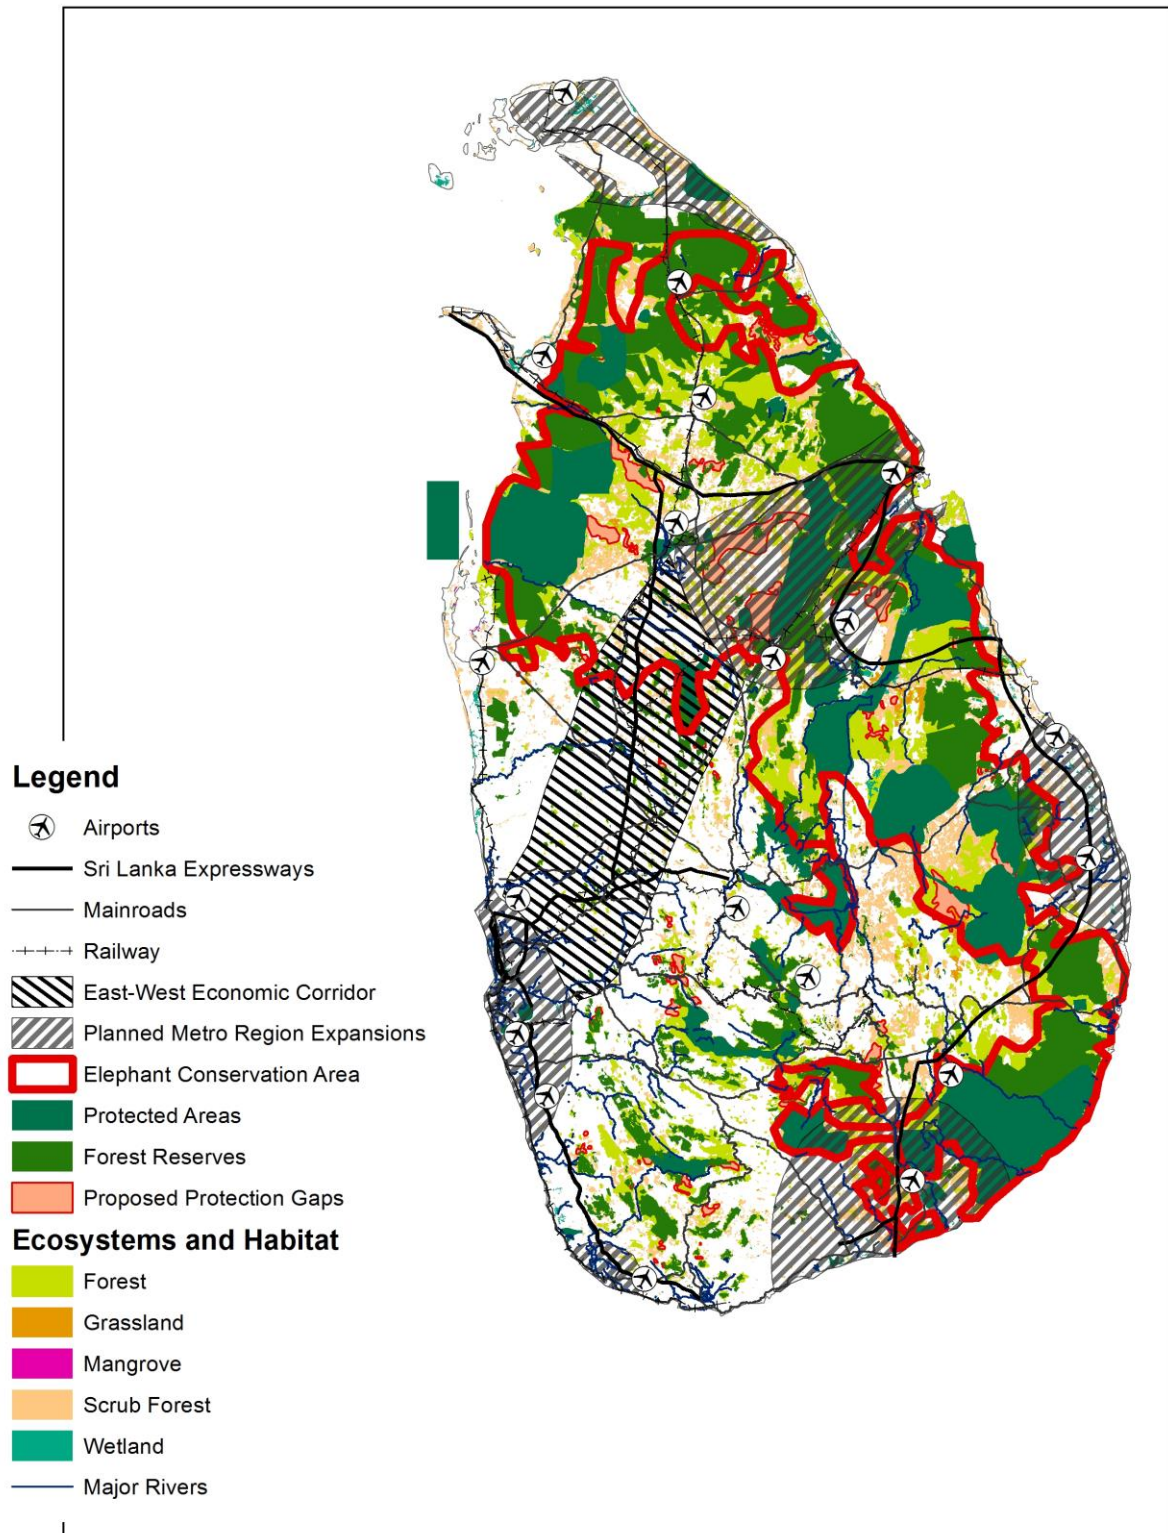 Legend
Airports
Sri Lanka Expressways
Mainroads
Railway
East-West Economic Corridor
Planned Metro Region Expansions
Elephant Conservation Area
Protected Areas
Forest Reserves
Proposed Protection Gaps
Ecosystems and Habitat
Forest
Grassland
Mangrove
Scrub Forest
Wetland
Major Rivers